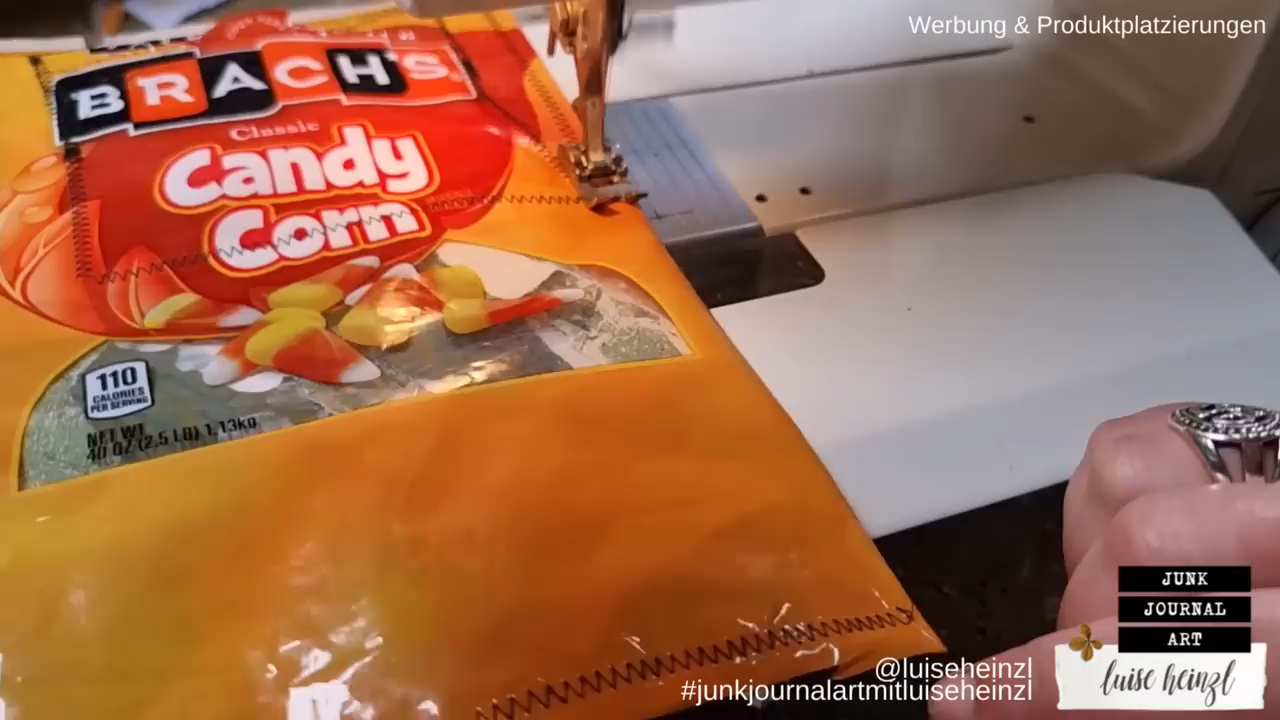 Werbung & Produktplatzierungen
BRACH'S
Classic
Candy
Corn
110
CALORIES
PER SERVING
NET WT
40 OZ (2.5 LB) 1.13kg
JUNK
JOURNAL
ART
@luiseheinzl
#junkjournalartmitluiseheinzl
luise heinzl